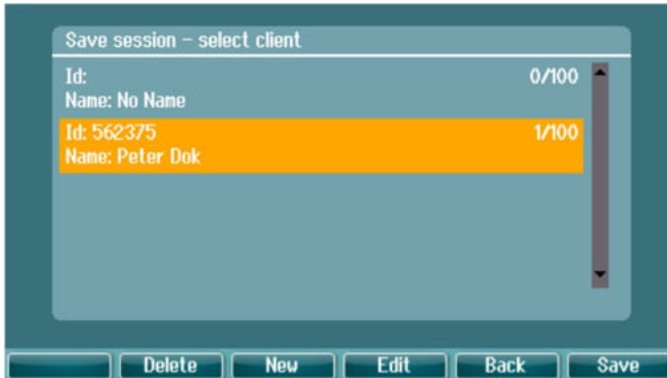 Save session – select client
Id: 0/100
Name: No Name
Id: 562375 1/100
Name: Peter Dok
Delete New Edit Back Save